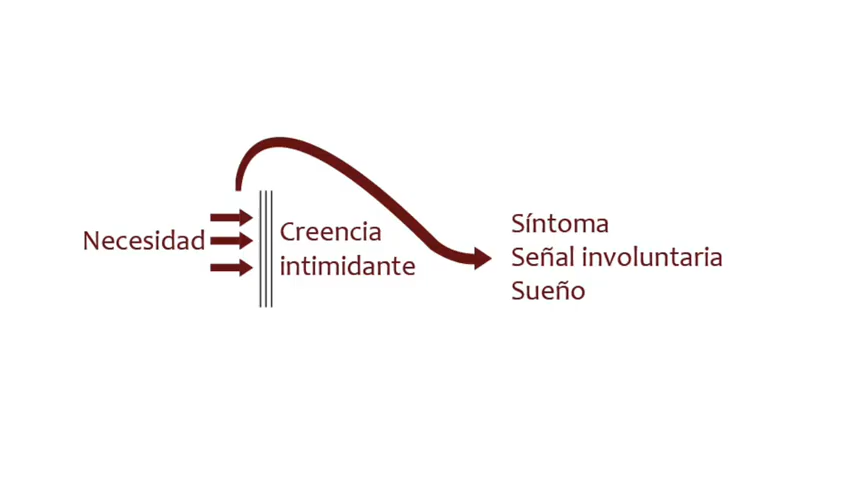 Necesidad
Creencia
intimidante
Síntoma
Señal involuntaria
Sueño